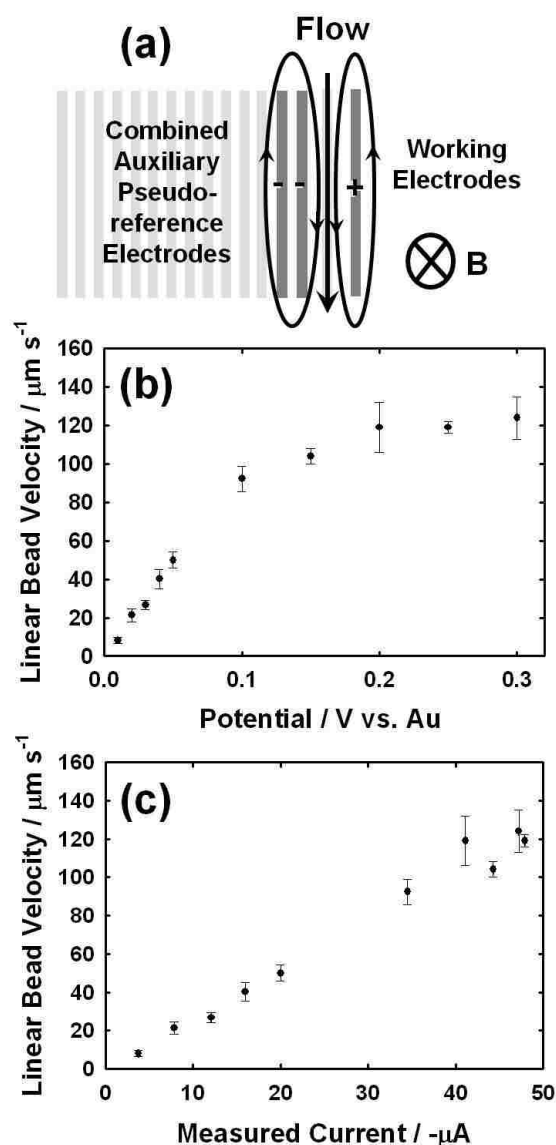 (a)
Flow
Combined
Auxiliary
Pseudo-
reference
Electrodes
- -
+
Working
Electrodes
B
(b)
Linear Bead Velocity / μm s⁻¹
160
140
120
100
80
60
40
20
0
0.0 0.1 0.2 0.3
Potential / V vs. Au
(c)
Linear Bead Velocity / μm s⁻¹
160
140
120
100
80
60
40
20
0
0 10 20 30 40 50
Measured Current / -μA